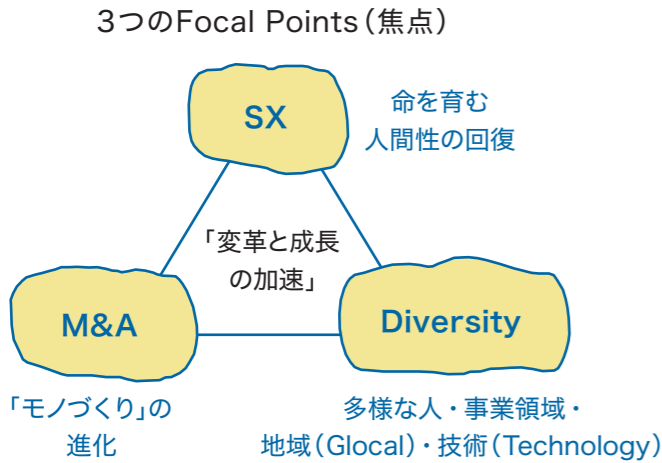 3つのFocal Points（焦点）
SX
命を育む
人間性の回復
「変革と成長
の加速」
M&A
Diversity
「モノづくり」の
進化
多様な人・事業領域・
地域（Glocal）・技術（Technology）